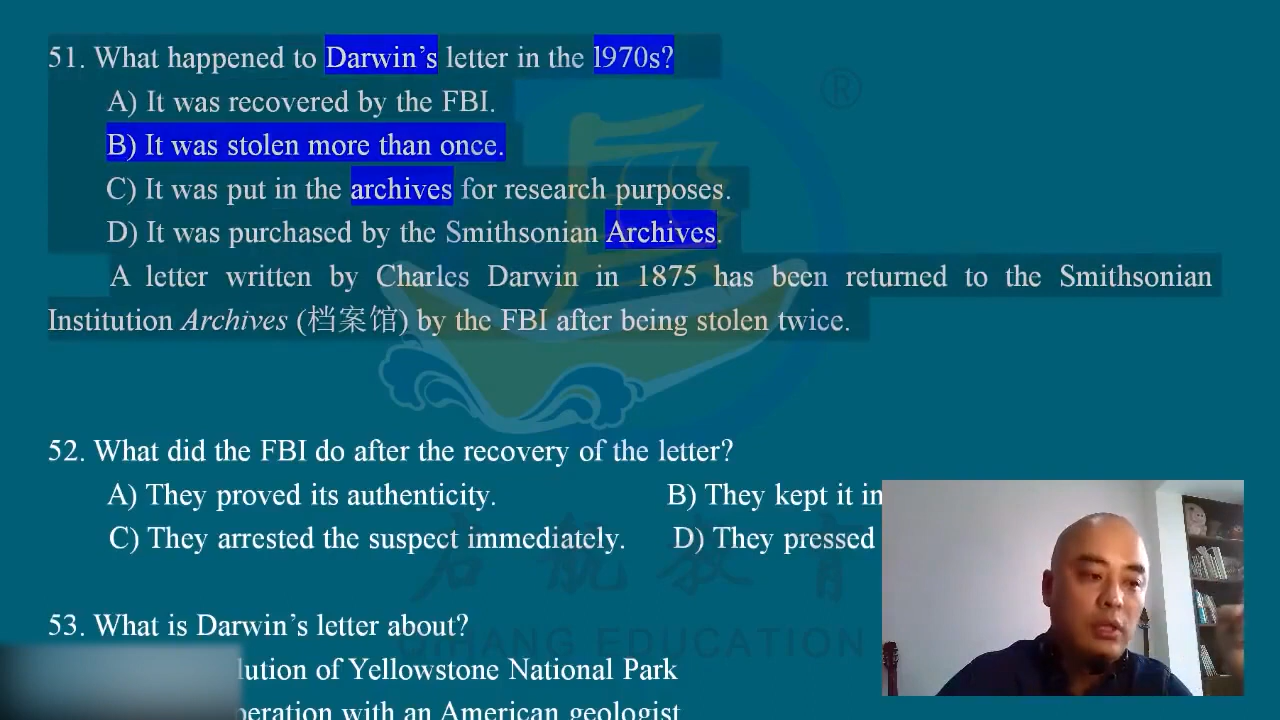 51. What happened to Darwin's letter in the l970s?
A) It was recovered by the FBI.
B) It was stolen more than once.
C) It was put in the archives for research purposes.
D) It was purchased by the Smithsonian Archives.
A letter written by Charles Darwin in 1875 has been returned to the Smithsonian
Institution Archives (档案馆) by the FBI after being stolen twice.
52. What did the FBI do after the recovery of the letter?
A) They proved its authenticity. B) They kept it in
C) They arrested the suspect immediately. D) They pressed
启航教育
QIHANG EDUCATION
53. What is Darwin's letter about?
of Yellowstone National Park
with an American geologist
®